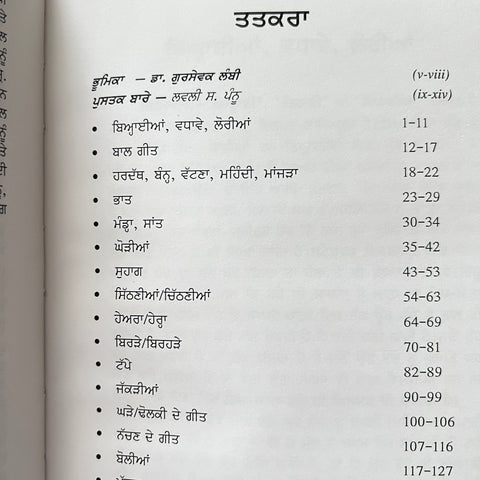 ਤਤਕਰਾ
ਭੂਮਿਕਾ – ਡਾ. ਗੁਰਸੇਵਕ ਲੰਬੀ (v-viii)
ਪੁਸਤਕ ਬਾਰੇ – ਲਵਲੀ ਸ. ਪੰਨੂ (ix-xiv)
• ਬਿਆਈਆਂ, ਵਧਾਵੇ, ਲੋਰੀਆਂ 1–11
• ਬਾਲ ਗੀਤ 12–17
• ਹਰਦੱਥ, ਬੰਨ੍ਹ, ਵੱਟਣਾ, ਮਹਿੰਦੀ, ਮਾਂਜੜਾ 18–22
• ਭਾਤ 23–29
• ਮੰਡ੍ਹਾ, ਸਾਂਤ 30–34
• ਘੋੜੀਆਂ 35–42
• ਸੁਹਾਗ 43–53
• ਸਿੱਠਣੀਆਂ/ਚਿੱਠਣੀਆਂ 54–63
• ਹੇਅਰਾ/ਹੇਰ੍ਹਾ 64–69
• ਬਿਰੜੇ/ਬਿਰਹੜੇ 70–81
• ਟੱਪੇ 82–89
• ਜੱਕੜੀਆਂ 90–99
• ਘੜੇ/ਢੋਲਕੀ ਦੇ ਗੀਤ 100–106
• ਨੱਚਣ ਦੇ ਗੀਤ 107–116
• ਬੋਲੀਆਂ 117–127